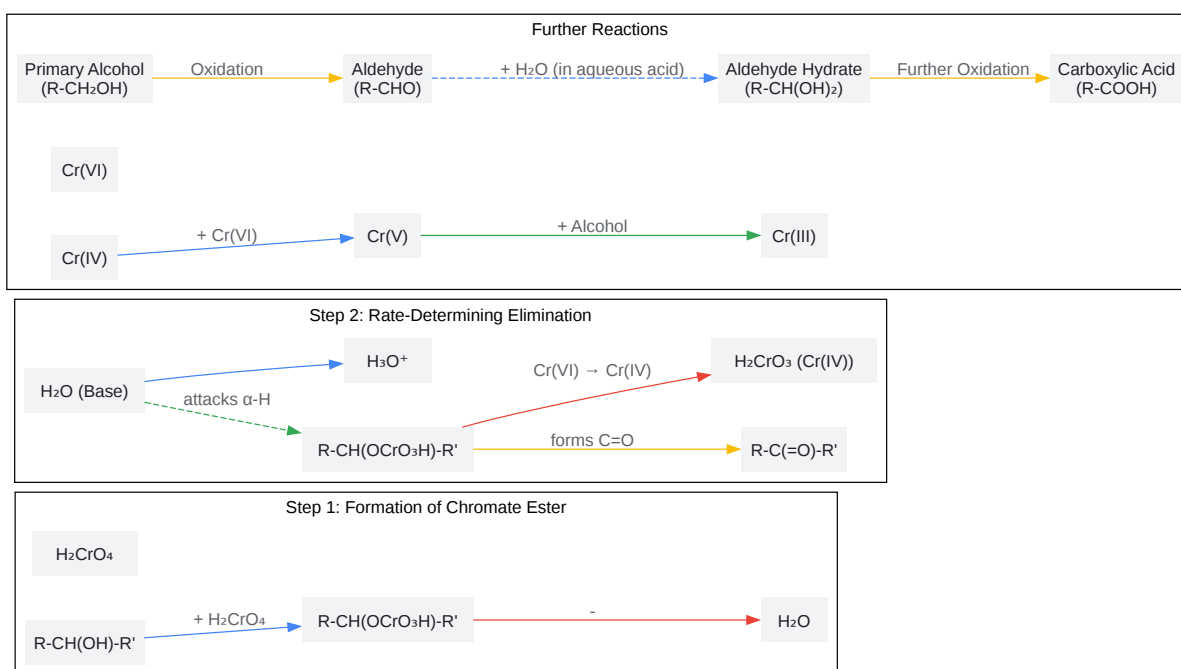 Further Reactions
Primary Alcohol
(R-CH₂OH)
Oxidation
Aldehyde
(R-CHO)
+ H₂O (in aqueous acid)
Aldehyde Hydrate
(R-CH(OH)₂)
Further Oxidation
Carboxylic Acid
(R-COOH)
Cr(VI)
Cr(IV)
+ Cr(VI)
Cr(V)
+ Alcohol
Cr(III)
Step 2: Rate-Determining Elimination
H₂O (Base)
H₃O⁺
attacks α-H
R-CH(OCrO₃H)-R'
Cr(VI) → Cr(IV)
H₂CrO₃ (Cr(IV))
forms C=O
R-C(=O)-R'
Step 1: Formation of Chromate Ester
H₂CrO₄
R-CH(OH)-R'
+ H₂CrO₄
R-CH(OCrO₃H)-R'
-
H₂O